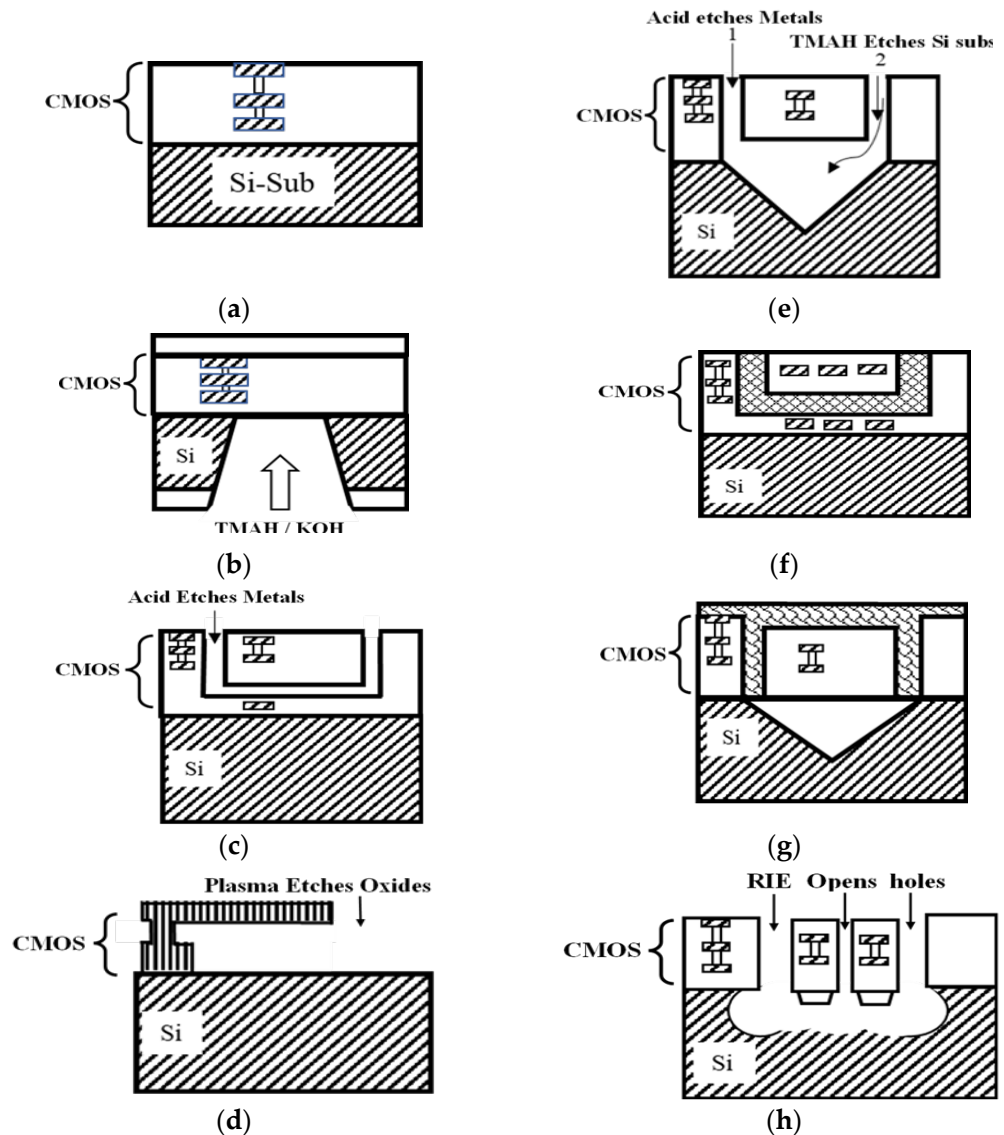 CMOS
Si-Sub
(a)
CMOS
Si
TMAH / KOH
(b)
Acid Etches Metals
CMOS
Si
(c)
Plasma Etches Oxides
CMOS
Si
(d)
Acid etches Metals
1
TMAH Etches Si subs
2
CMOS
Si
(e)
CMOS
Si
(f)
CMOS
Si
(g)
RIE Opens holes
CMOS
Si
(h)